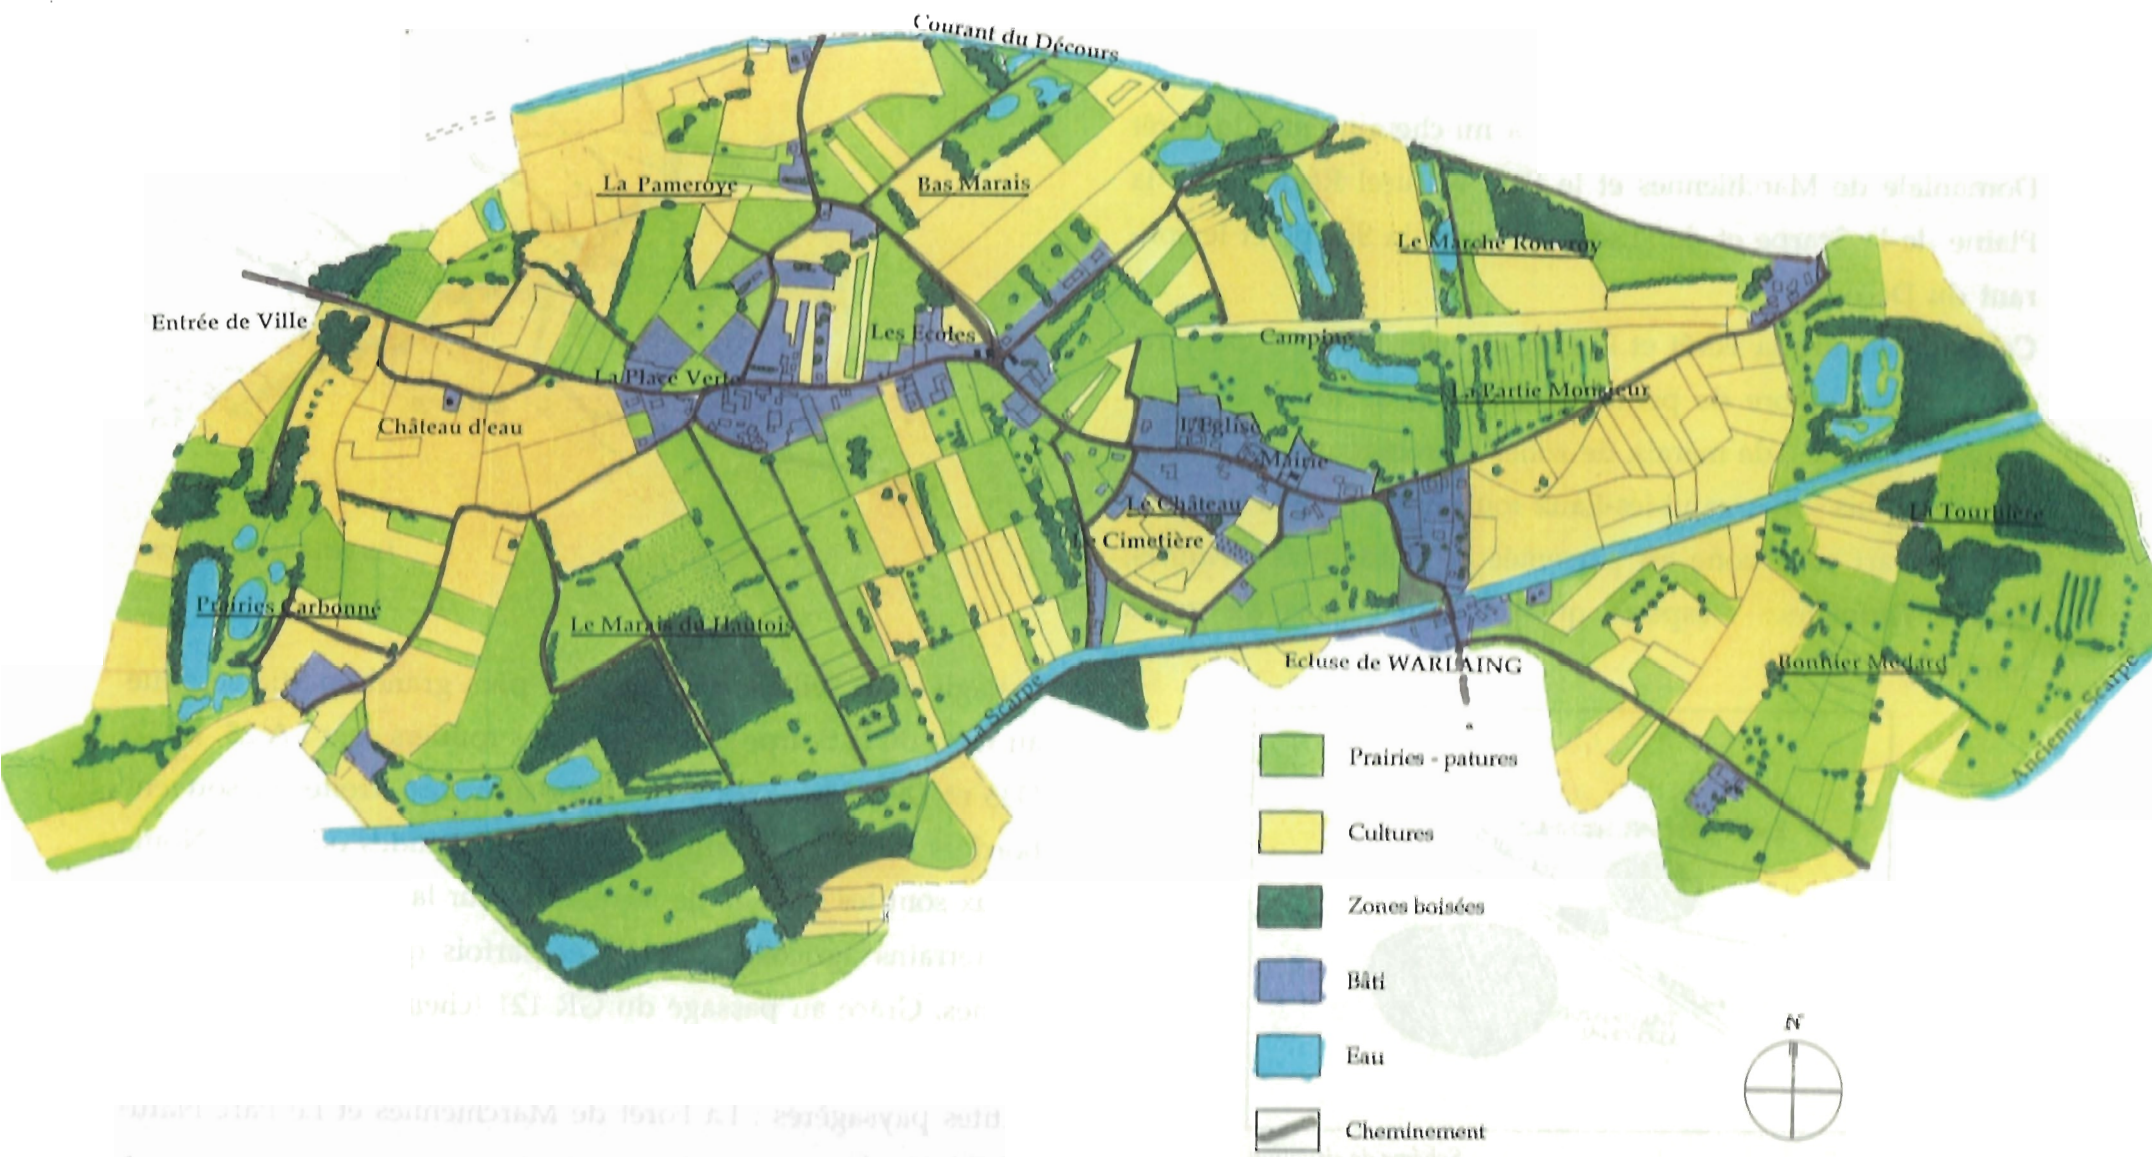 Courant du Décours
La Pameroye
Bas Marais
Le Marché Rouvroy
Entrée de Ville
Les Ecoles
Camping
La Place Verte
La Partie Monsieur
Château d'eau
L'Eglise
Mairie
Le Château
La Tourbière
Le Cimetière
Prairies Carbonné
Le Marais du Hautois
Ecluse de WARLAING
Bonnier Médard
La Scarpe
Ancienne Scarpe
Prairies - patures
Cultures
Zones boisées
Bâti
Eau
Cheminement
N